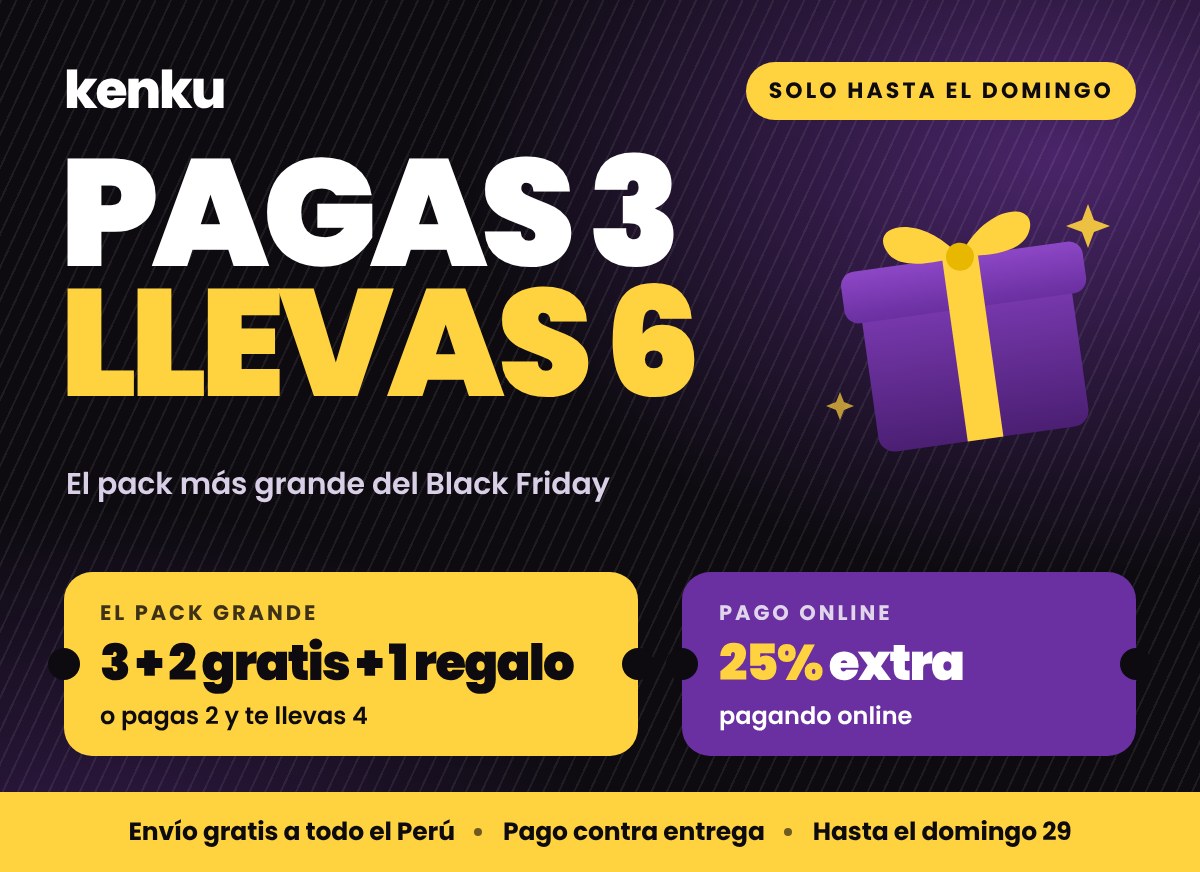 kenku
SOLO HASTA EL DOMINGO
PAGAS 3
LLEVAS 6
El pack más grande del Black Friday
EL PACK GRANDE
3 + 2 gratis + 1 regalo
o pagas 2 y te llevas 4
PAGO ONLINE
25% extra
pagando online
Envío gratis a todo el Perú • Pago contra entrega • Hasta el domingo 29